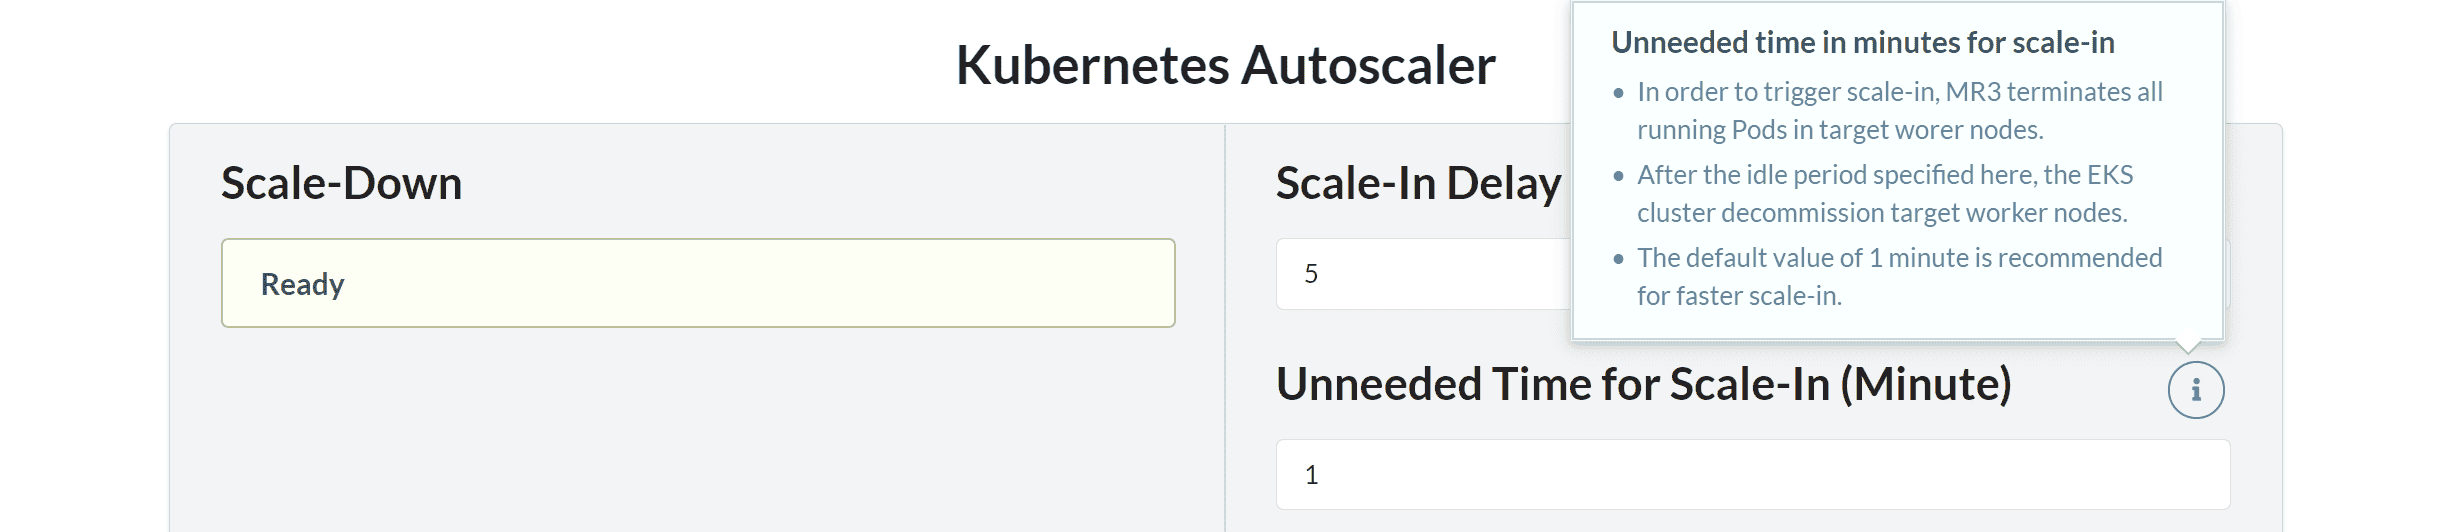 Kubernetes Autoscaler
Unneeded time in minutes for scale-in
• In order to trigger scale-in, MR3 terminates all
running Pods in target worer nodes.
• After the idle period specified here, the EKS
cluster decommission target worker nodes.
• The default value of 1 minute is recommended
for faster scale-in.
Scale-Down
Ready
Scale-In Delay
5
Unneeded Time for Scale-In (Minute)
1